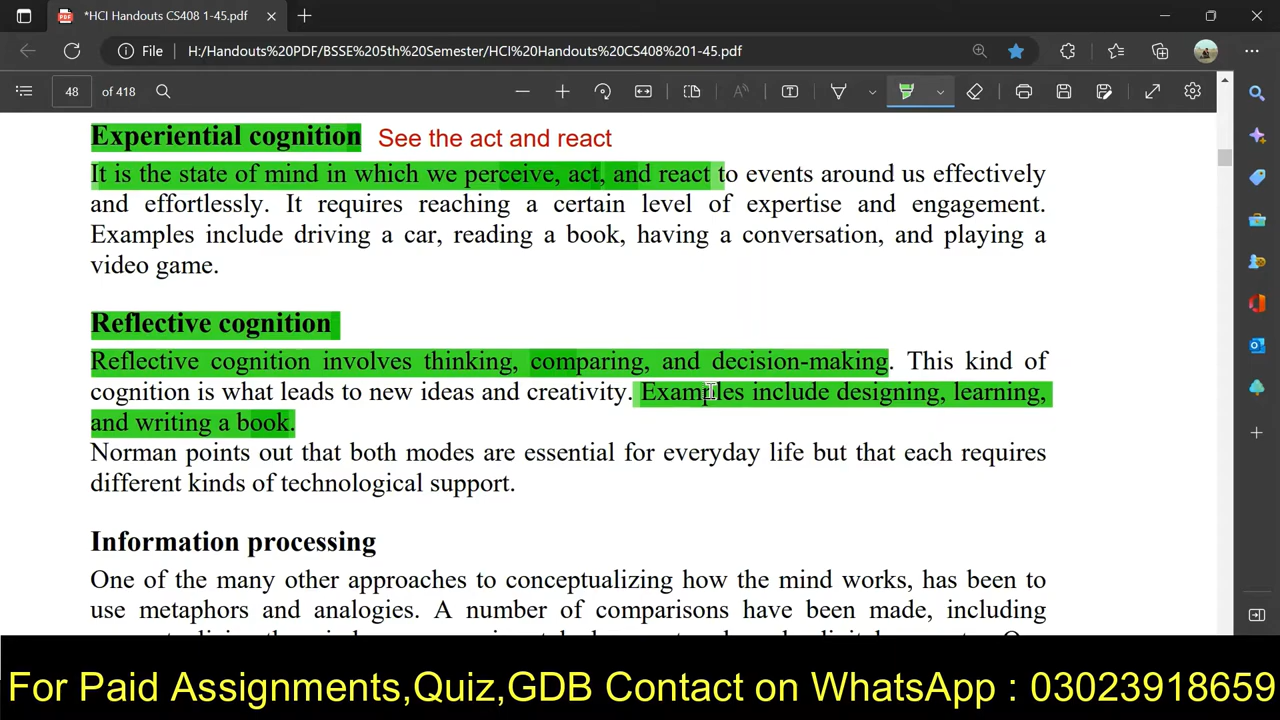 *HCI Handouts CS408 1-45.pdf
File
H:/Handouts%20PDF/BSSE%205th%20Semester/HCI%20Handouts%20CS408%201-45.pdf
48 of 418
Experiential cognition See the act and react
It is the state of mind in which we perceive, act, and react to events around us effectively
and effortlessly. It requires reaching a certain level of expertise and engagement.
Examples include driving a car, reading a book, having a conversation, and playing a
video game.
Reflective cognition
Reflective cognition involves thinking, comparing, and decision-making. This kind of
cognition is what leads to new ideas and creativity. Examples include designing, learning,
and writing a book.
Norman points out that both modes are essential for everyday life but that each requires
different kinds of technological support.
Information processing
One of the many other approaches to conceptualizing how the mind works, has been to
use metaphors and analogies. A number of comparisons have been made, including
For Paid Assignments,Quiz,GDB Contact on WhatsApp : 03023918659